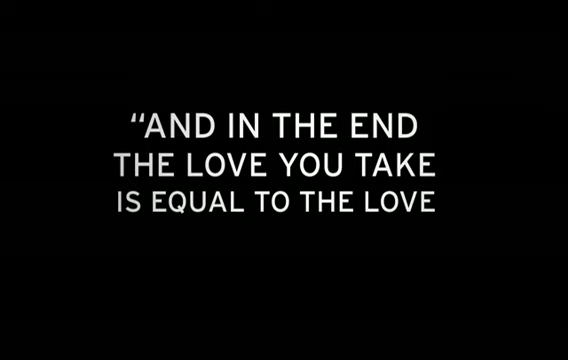 “AND IN THE END
THE LOVE YOU TAKE
IS EQUAL TO THE LOVE